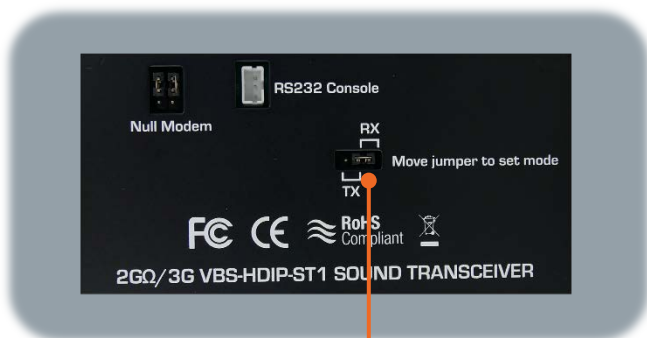 RS232 Console
Null Modem
RX
Move jumper to set mode
TX
FC CE RoHS
Compliant
2GΩ/3G VBS-HDIP-ST1 SOUND TRANSCEIVER